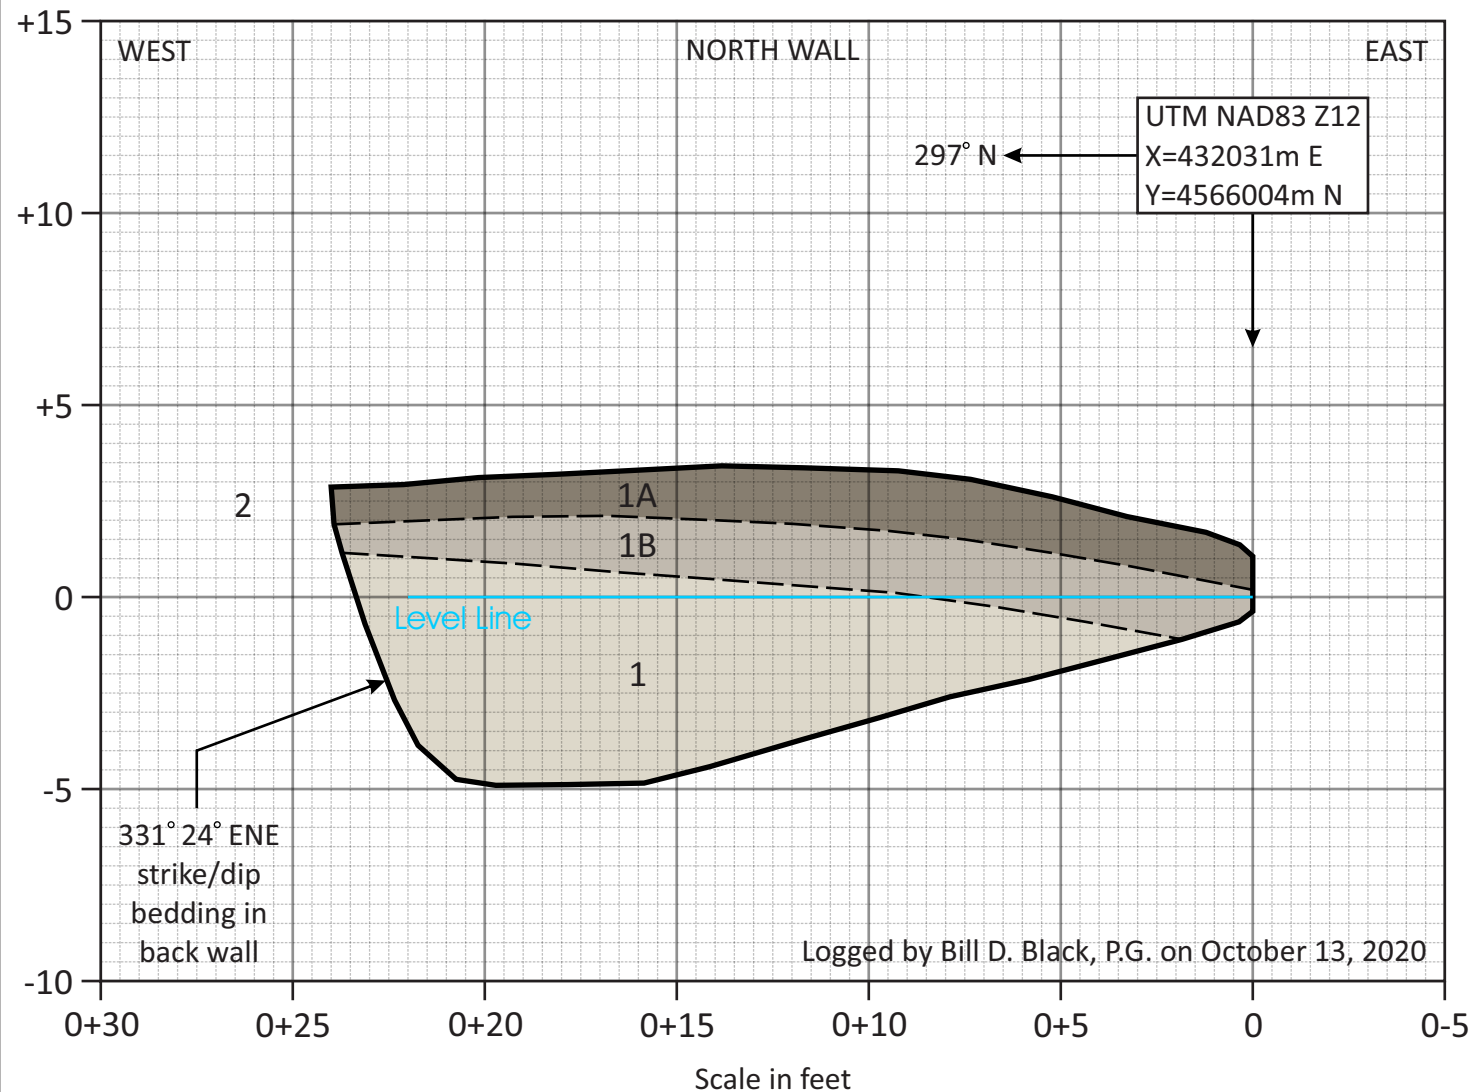 +15
WEST
NORTH WALL
EAST
UTM NAD83 Z12
X=432031m E
Y=4566004m N
297° N
+10
+5
2
1A
1B
0
Level Line
1
-5
331° 24° ENE
strike/dip
bedding in
back wall
Logged by Bill D. Black, P.G. on October 13, 2020
-10
0+30
0+25
0+20
0+15
0+10
0+5
0
0-5
Scale in feet